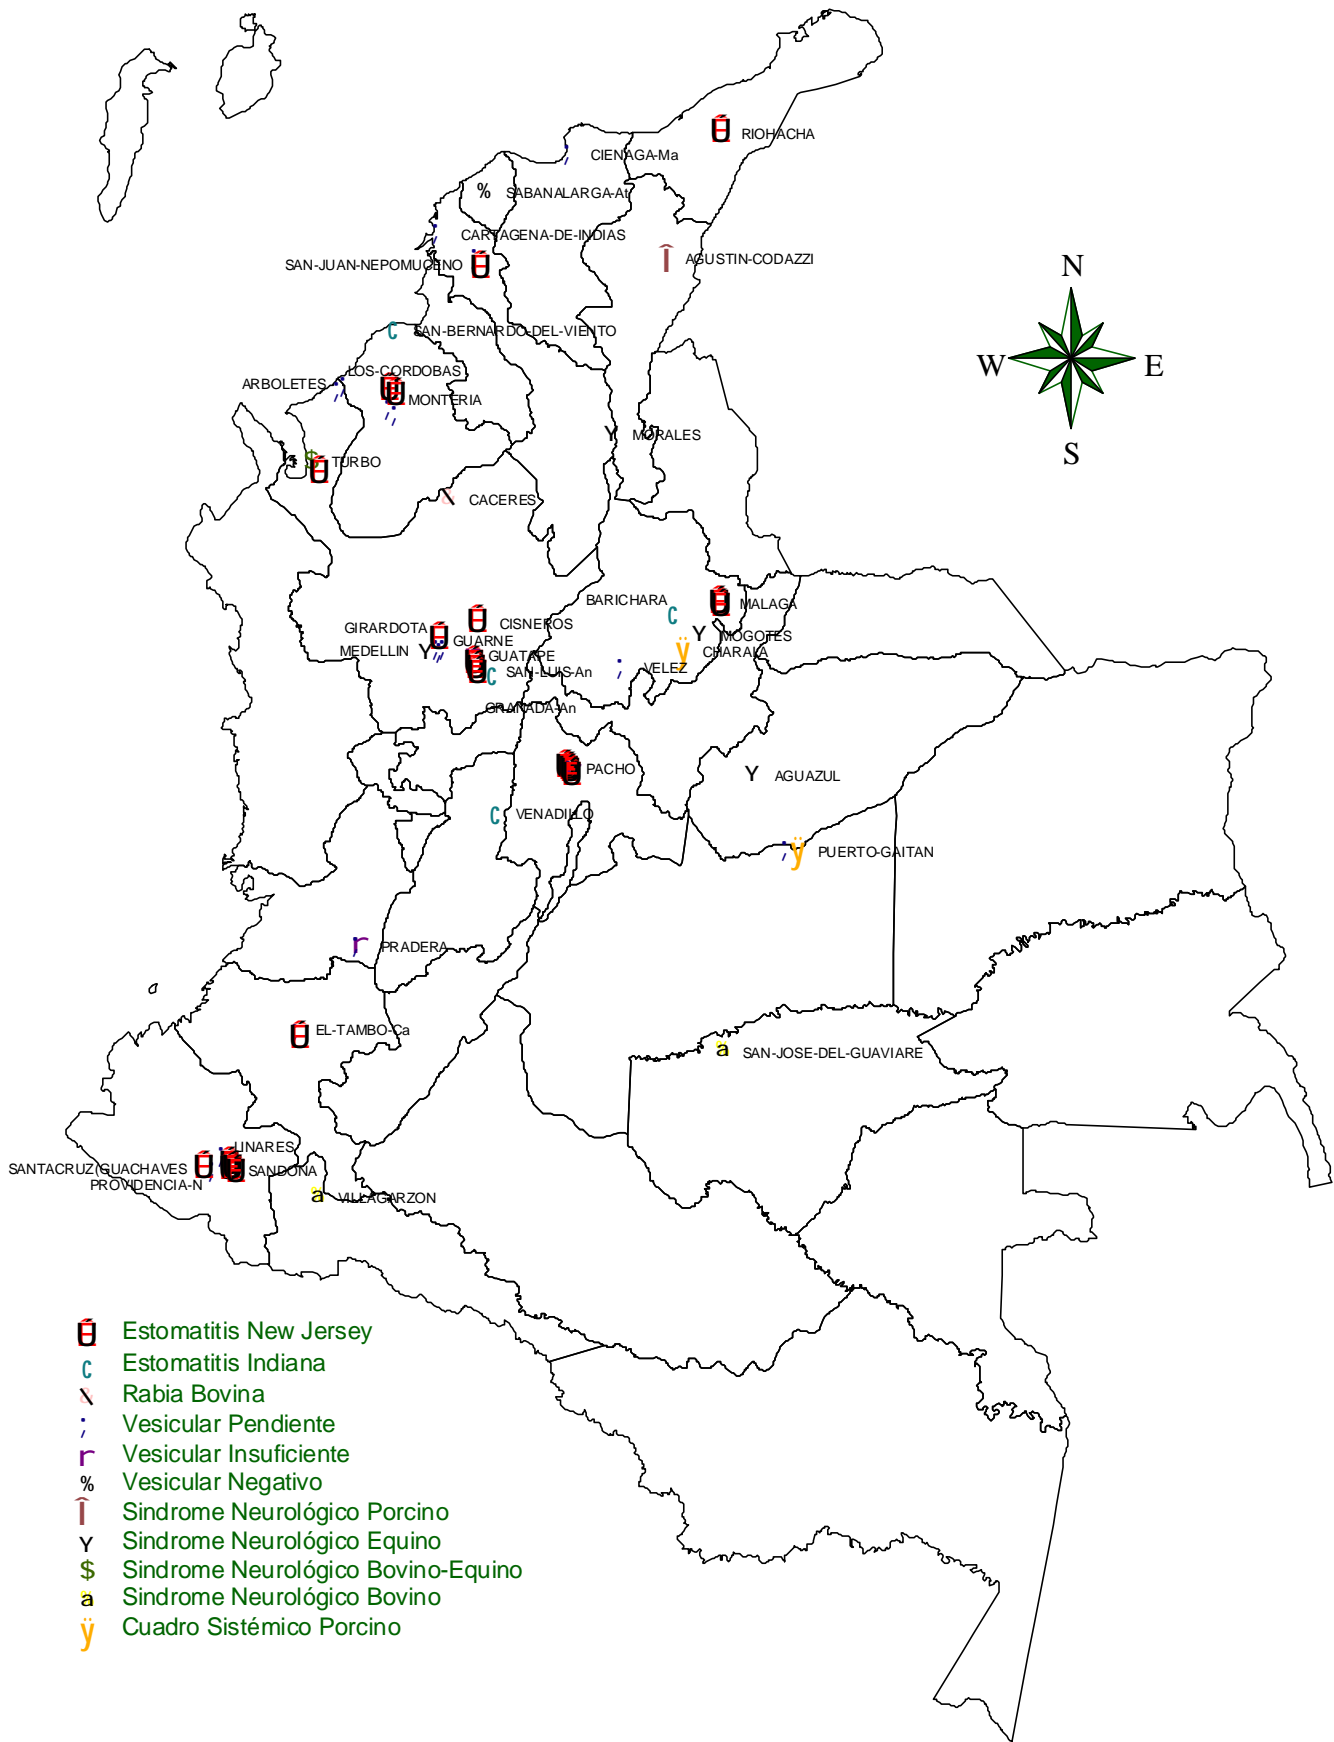 RIOHACHA
CIENAGA-Ma
SABANALARGA-At
CARTAGENA-DE-INDIAS
SAN-JUAN-NEPOMUCENO
AGUSTIN-CODAZZI
N
W
E
S
SAN-BERNARDO-DEL-VIENTO
LOS-CORDOBAS
ARBOLETES
MONTERIA
MORALES
TURBO
CACERES
BARICHARA
MALAGA
CISNEROS
GIRARDOTA
MOGOTES
GUARNE
MEDELLIN
CHARALA
GUATAPE
VELEZ
SAN-LUIS-An
GRANADA-An
PACHO
AGUAZUL
VENADILLO
PUERTO-GAITAN
PRADERA
EL-TAMBO-Ca
SAN-JOSE-DEL-GUAVIARE
LINARES
SANTACRUZ(GUACHAVES
SANDONA
PROVIDENCIA-N
VILLAGARZON
Estomatitis New Jersey
Estomatitis Indiana
Rabia Bovina
Vesicular Pendiente
Vesicular Insuficiente
% Vesicular Negativo
Î Sindrome Neurológico Porcino
Y Sindrome Neurológico Equino
$ Sindrome Neurológico Bovino-Equino
a Sindrome Neurológico Bovino
ÿ Cuadro Sistémico Porcino